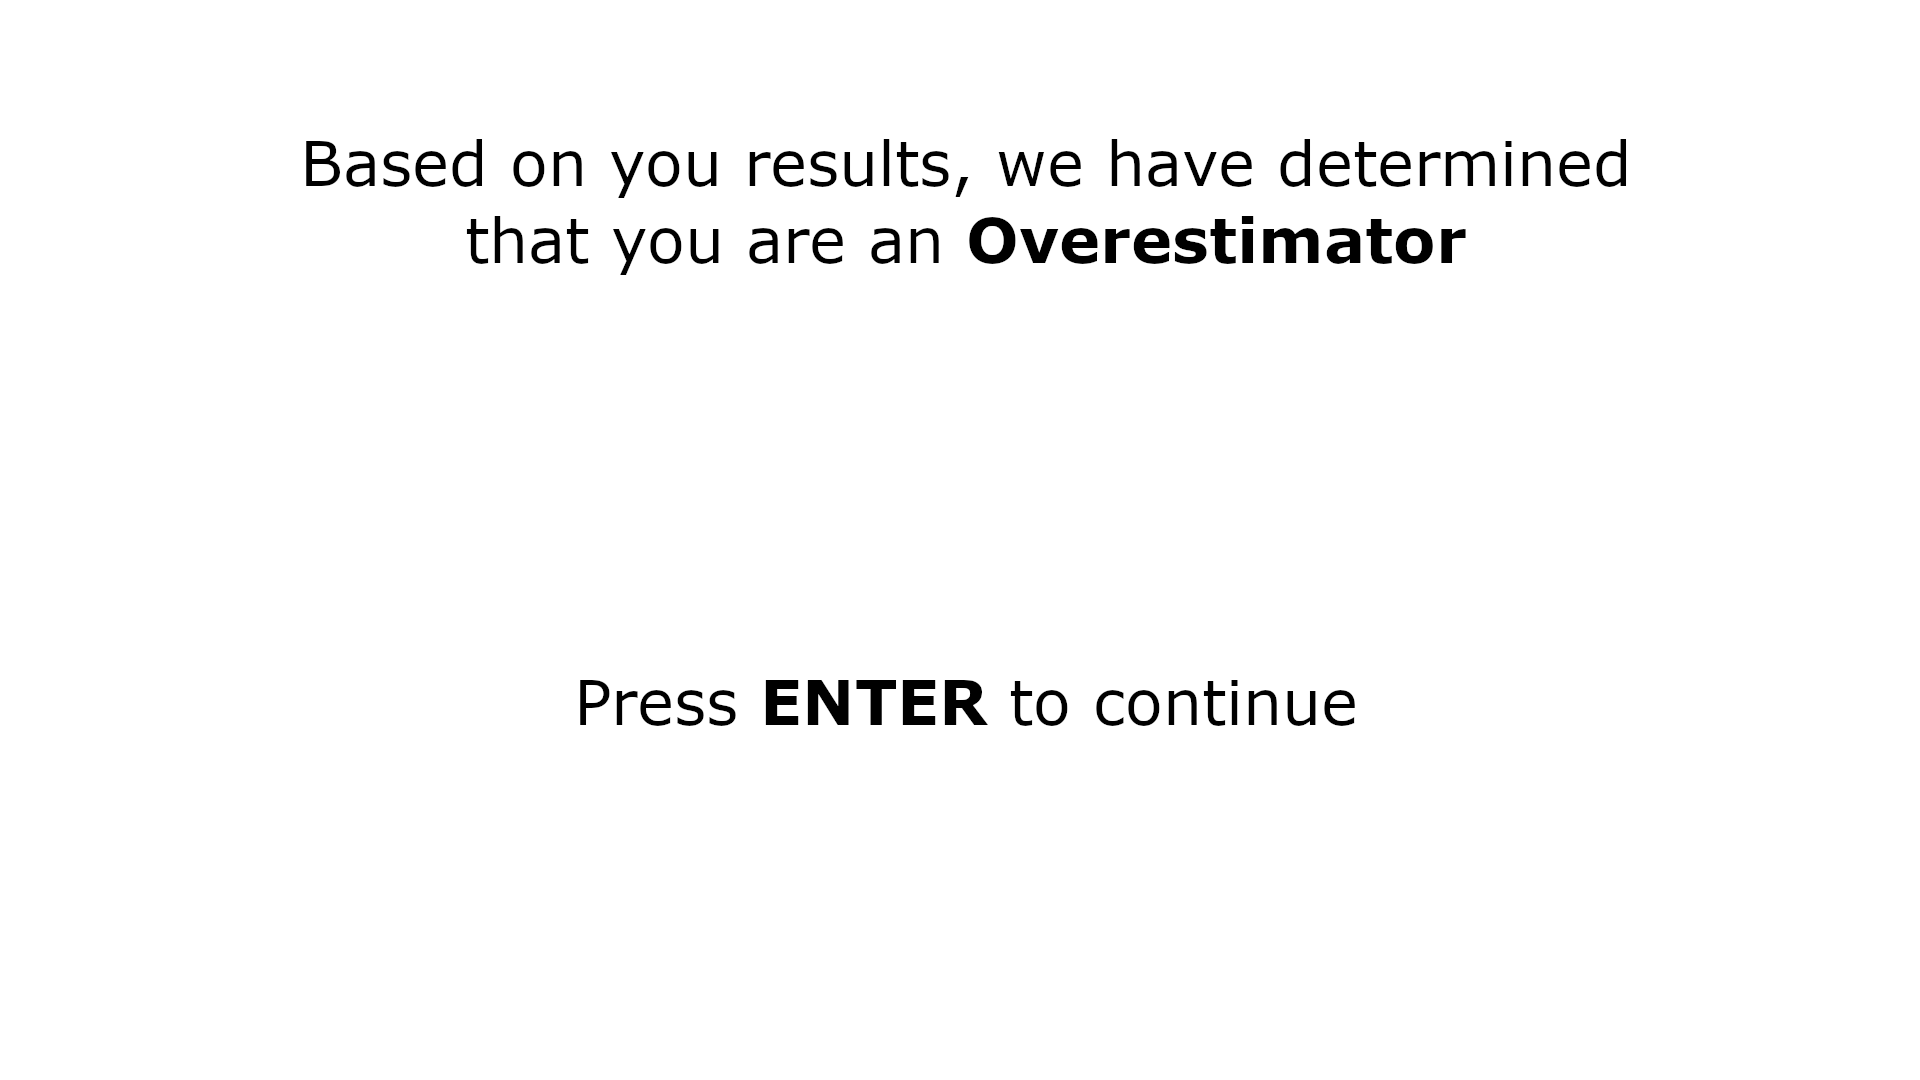 Based on you results, we have determined
that you are an Overestimator
Press ENTER to continue